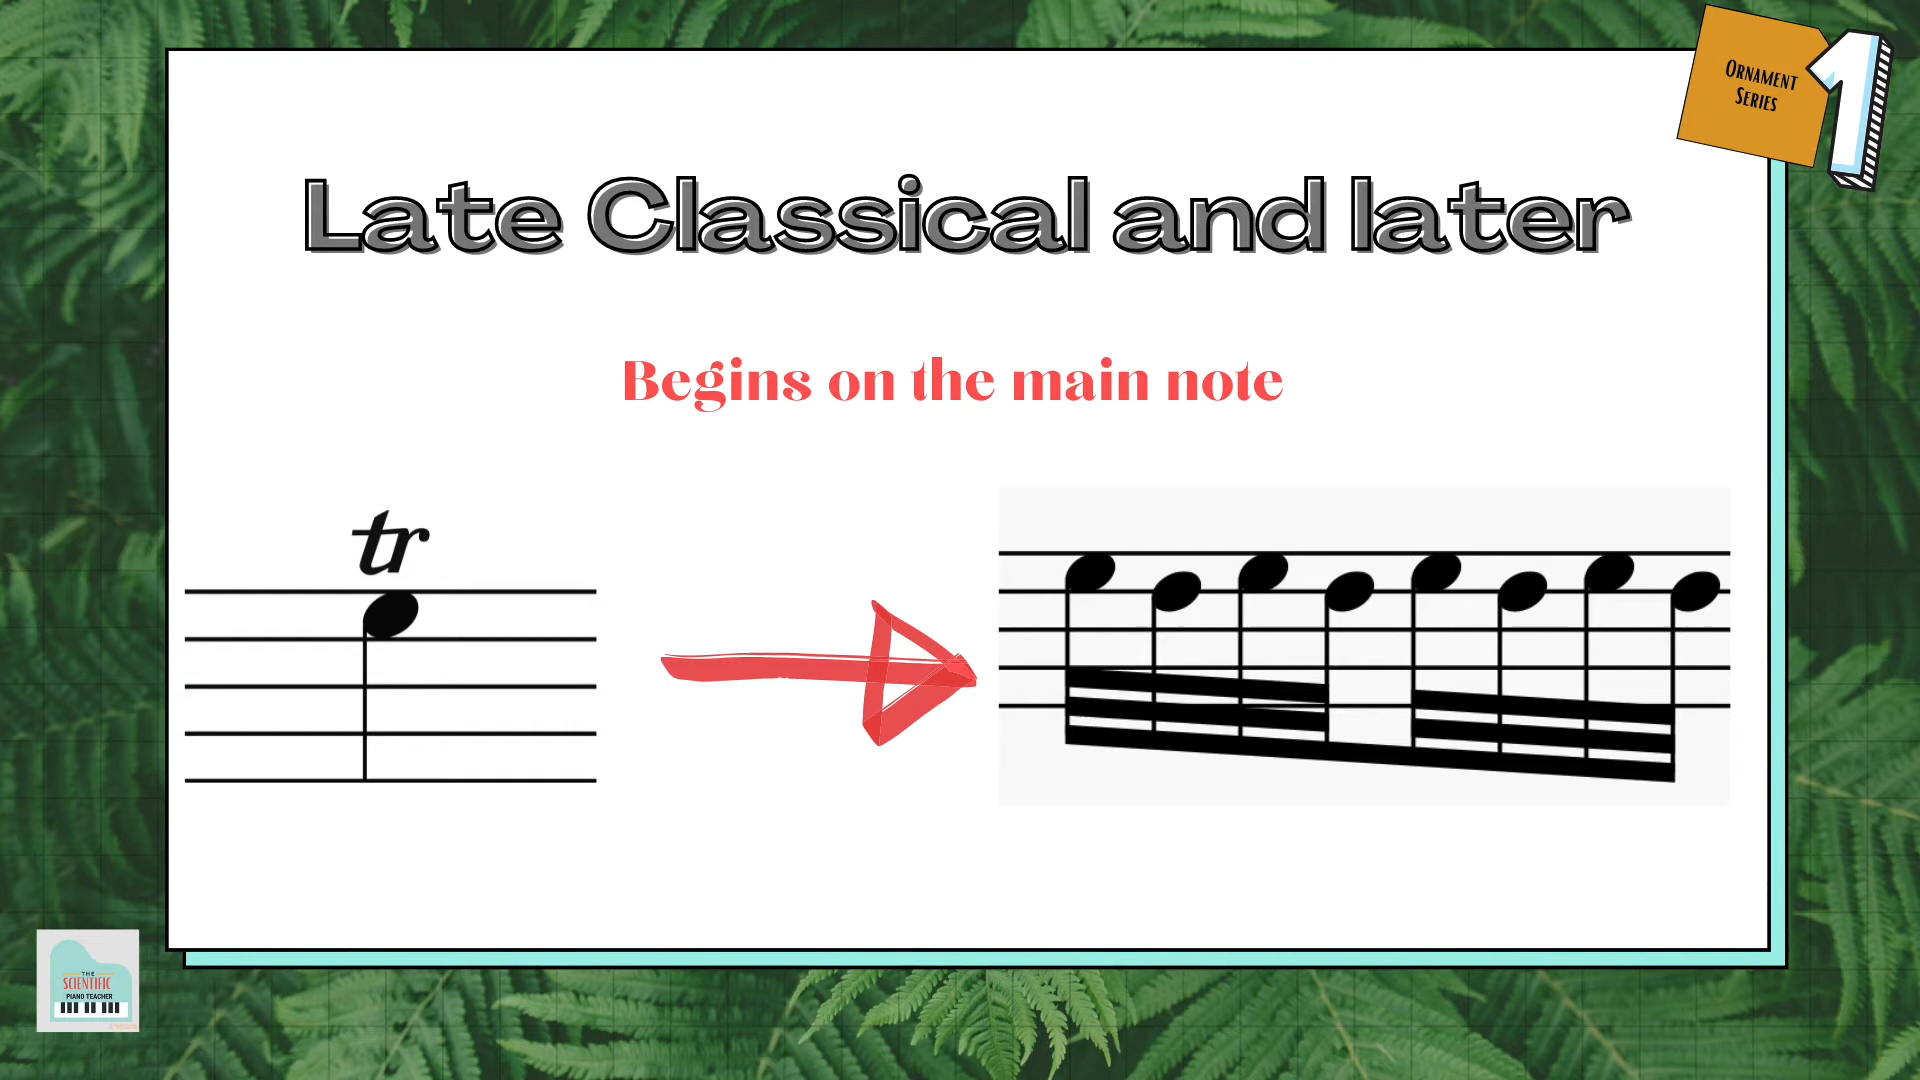 Ornament
Series
1
Late Classical and later
Begins on the main note
tr
THE
SCIENTIFIC
PIANO TEACHER